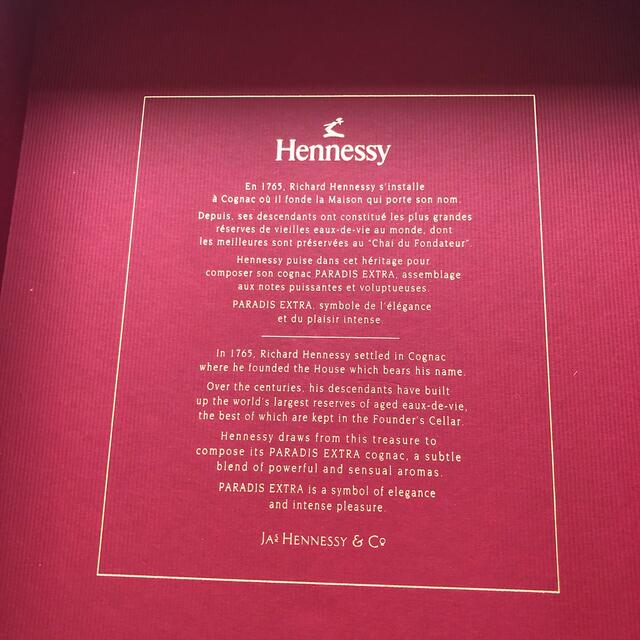 Hennessy
En 1765, Richard Hennessy s'installe
à Cognac où il fonde la Maison qui porte son nom.
Depuis, ses descendants ont constitué les plus grandes
réserves de vieilles eaux-de-vie au monde, dont
les meilleures sont préservées au "Chai du Fondateur".
Hennessy puise dans cet héritage pour
composer son cognac PARADIS EXTRA, assemblage
aux notes puissantes et voluptueuses.
PARADIS EXTRA, symbole de l'élégance
et du plaisir intense.
In 1765, Richard Hennessy settled in Cognac
where he founded the House which bears his name.
Over the centuries, his descendants have built
up the world's largest reserves of aged eaux-de-vie,
the best of which are kept in the Founder's Cellar.
Hennessy draws from this treasure to
compose its PARADIS EXTRA cognac, a subtle
blend of powerful and sensual aromas.
PARADIS EXTRA is a symbol of elegance
and intense pleasure.
JAS HENNESSY & CO